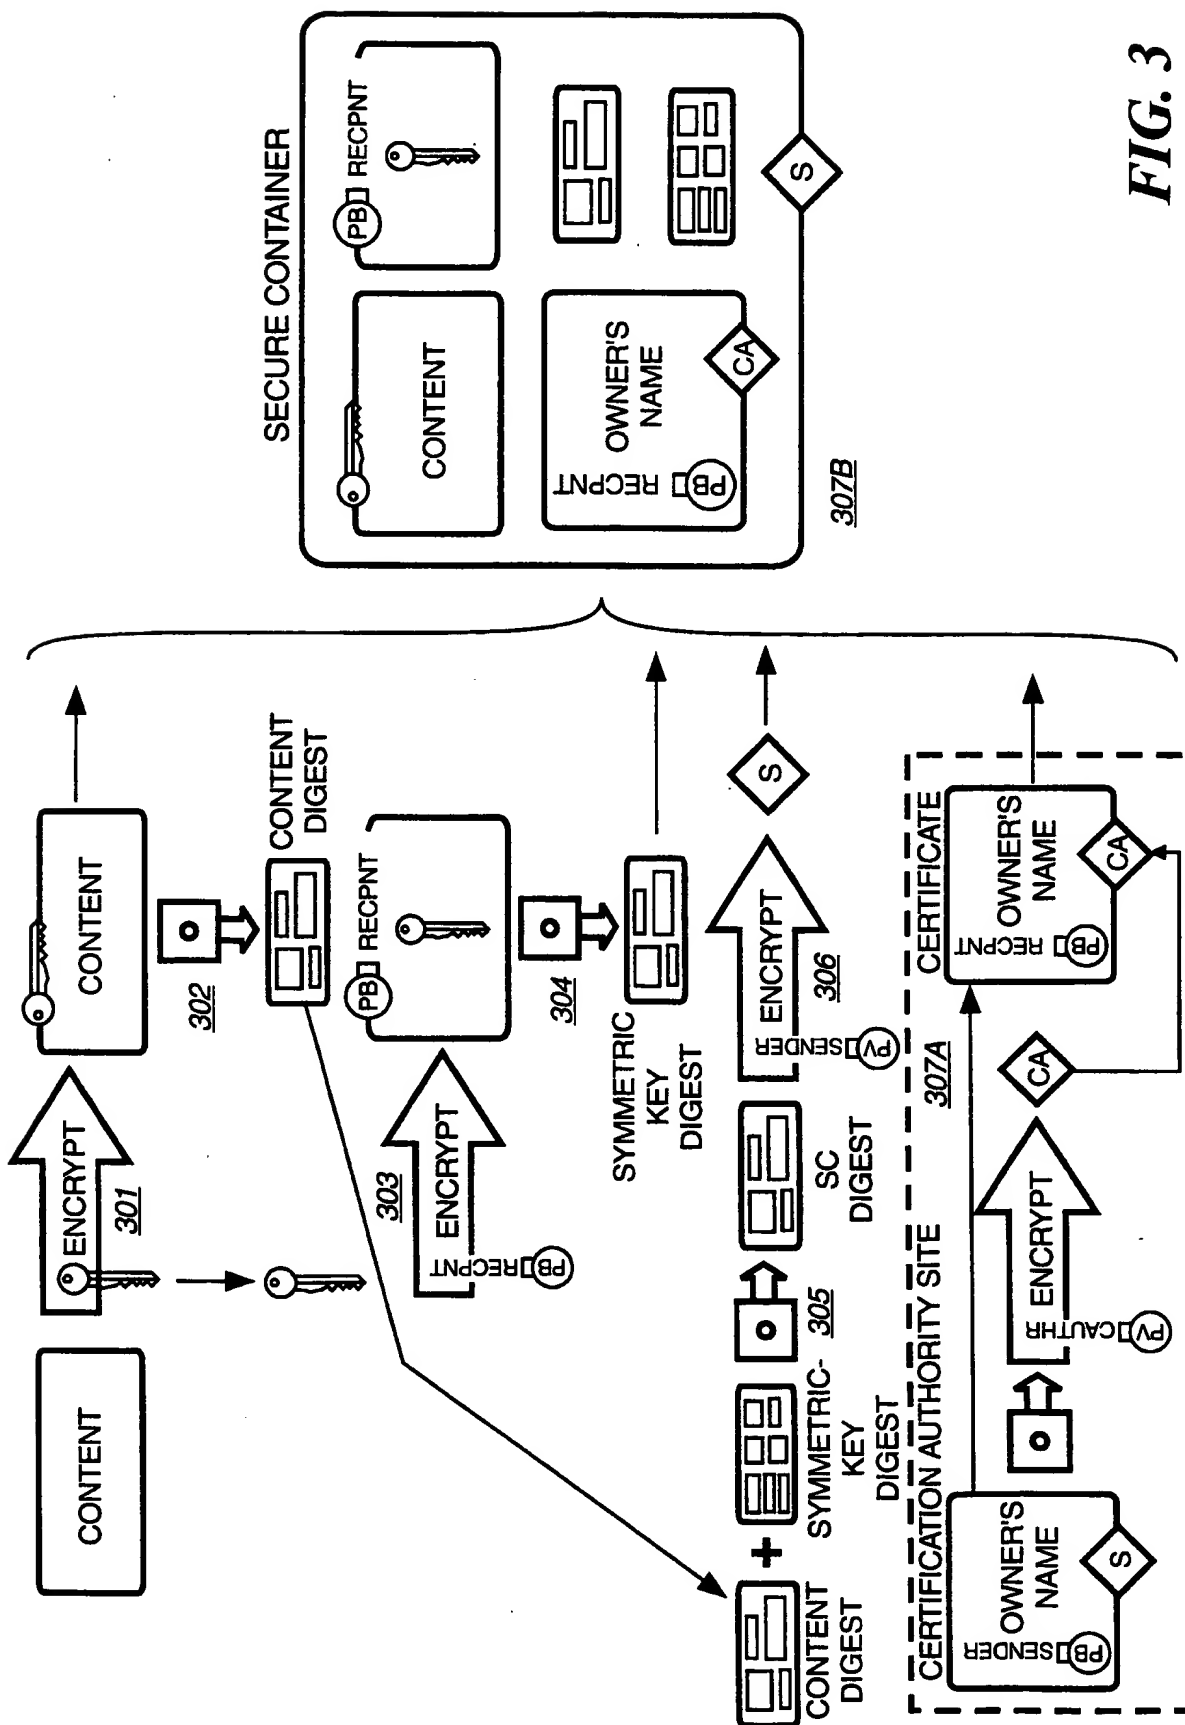 CONTENT
ENCRYPT
301
CONTENT
302
CONTENT
DIGEST
303
ENCRYPT
PB RECPNT
PB RECPNT
304
SYMMETRIC
KEY
DIGEST
CONTENT
DIGEST
+
SYMMETRIC-
KEY
DIGEST
305
SC
DIGEST
ENCRYPT
306
PV SENDER
S
CERTIFICATION AUTHORITY SITE
307A
CERTIFICATE
PB SENDER
OWNER'S
NAME
S
ENCRYPT
PV CAUTHR
CA
PB RECPNT
OWNER'S
NAME
CA
SECURE CONTAINER
CONTENT
PB RECPNT
PB RECPNT
OWNER'S
NAME
CA
S
307B
FIG. 3